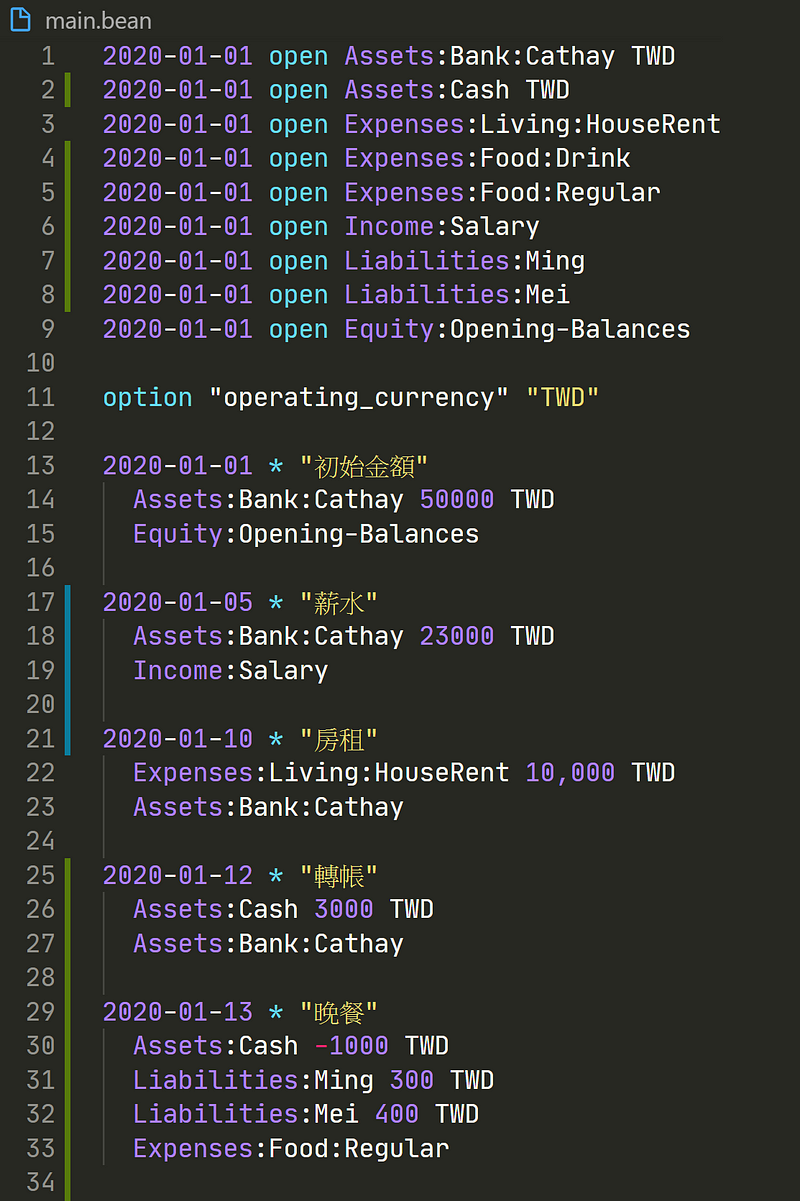 main.bean
1 2020-01-01 open Assets:Bank:Cathay TWD
2 2020-01-01 open Assets:Cash TWD
3 2020-01-01 open Expenses:Living:HouseRent
4 2020-01-01 open Expenses:Food:Drink
5 2020-01-01 open Expenses:Food:Regular
6 2020-01-01 open Income:Salary
7 2020-01-01 open Liabilities:Ming
8 2020-01-01 open Liabilities:Mei
9 2020-01-01 open Equity:Opening-Balances
10
11 option "operating_currency" "TWD"
12
13 2020-01-01 * "初始金額"
14   Assets:Bank:Cathay 50000 TWD
15   Equity:Opening-Balances
16
17 2020-01-05 * "薪水"
18   Assets:Bank:Cathay 23000 TWD
19   Income:Salary
20
21 2020-01-10 * "房租"
22   Expenses:Living:HouseRent 10,000 TWD
23   Assets:Bank:Cathay
24
25 2020-01-12 * "轉帳"
26   Assets:Cash 3000 TWD
27   Assets:Bank:Cathay
28
29 2020-01-13 * "晚餐"
30   Assets:Cash -1000 TWD
31   Liabilities:Ming 300 TWD
32   Liabilities:Mei 400 TWD
33   Expenses:Food:Regular
34